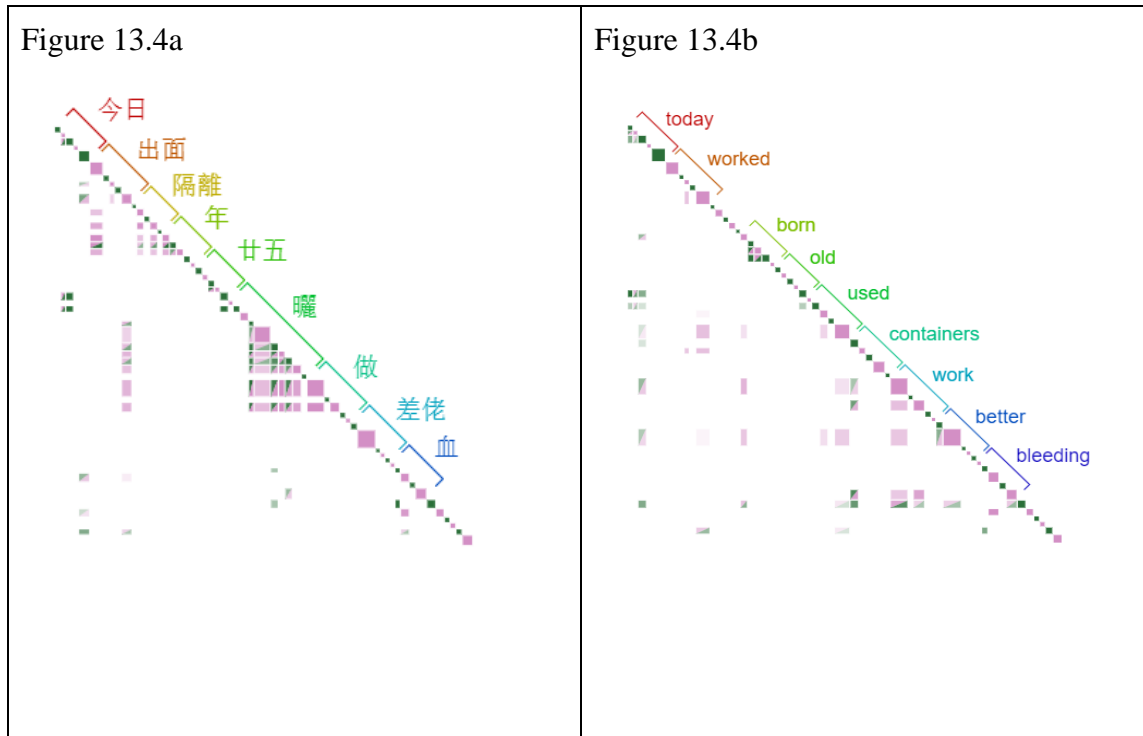 Figure 13.4a
今日
出面
隔離
年
廿五
曬
做
差佬
血
Figure 13.4b
today
worked
born
old
used
containers
work
better
bleeding